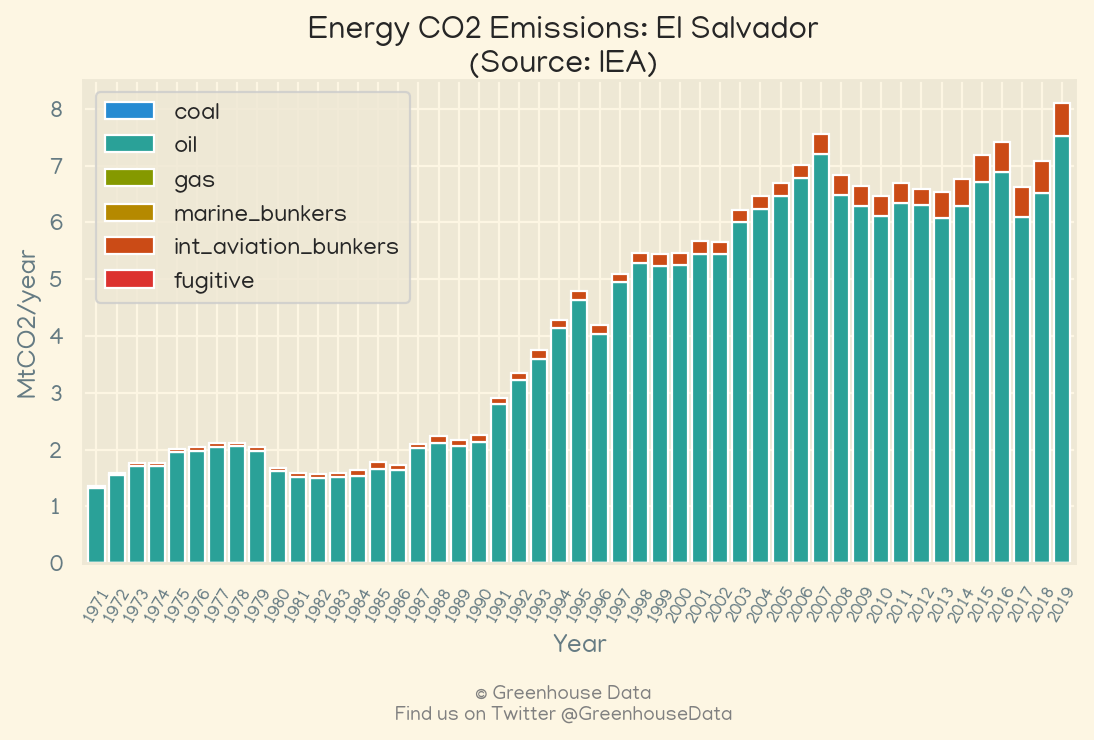 Energy CO2 Emissions: El Salvador
(Source: IEA)
coal
oil
gas
marine_bunkers
int_aviation_bunkers
fugitive
MtCO2/year
8
7
6
5
4
3
2
1
0
1971 1972 1973 1974 1975 1976 1977 1978 1979 1980 1981 1982 1983 1984 1985 1986 1987 1988 1989 1990 1991 1992 1993 1994 1995 1996 1997 1998 1999 2000 2001 2002 2003 2004 2005 2006 2007 2008 2009 2010 2011 2012 2013 2014 2015 2016 2017 2018 2019
Year
© Greenhouse Data
Find us on Twitter @GreenhouseData